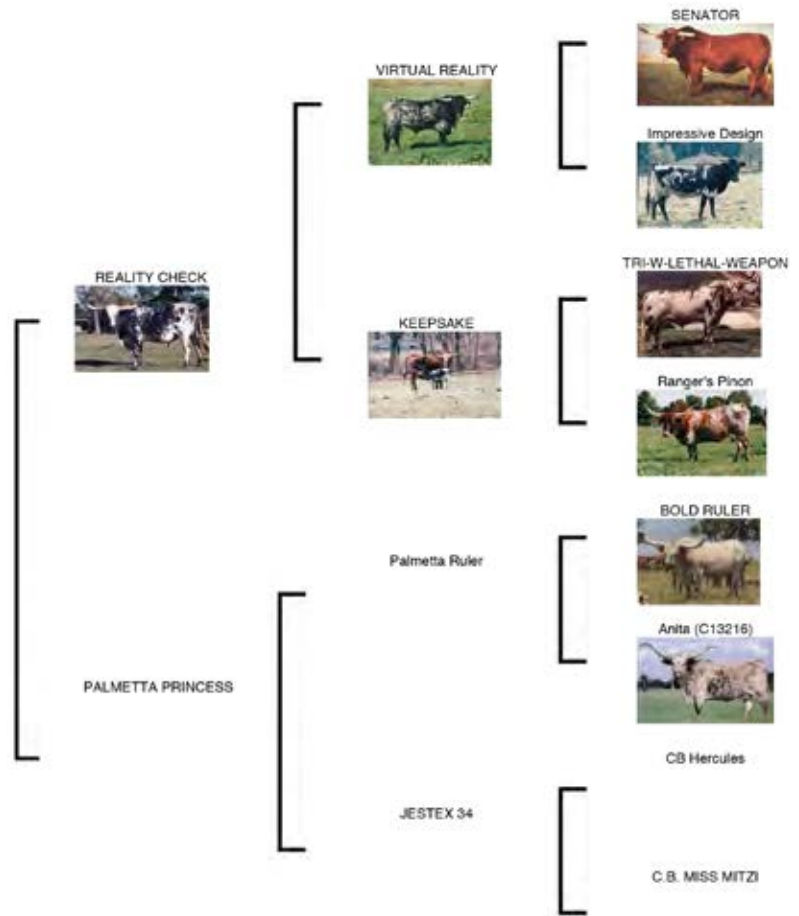 SENATOR
VIRTUAL REALITY
Impressive Design
REALITY CHECK
TRI-W-LETHAL-WEAPON
KEEPSAKE
Ranger's Pinon
BOLD RULER
Palmetta Ruler
Anita (C13216)
PALMETTA PRINCESS
CB Hercules
JESTEX 34
C.B. MISS MITZI